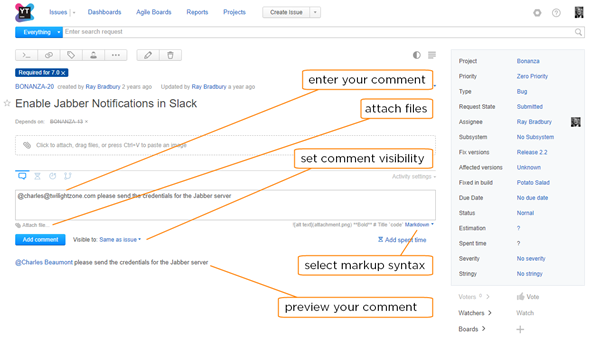 YT
Issues Dashboards Agile Boards Reports Projects Create Issue
Everything Enter search request
Required for 7.0 ×
BONANZA-20 created by Ray Bradbury 2 years ago Updated by Ray Bradbury a year ago
enter your comment
Enable Jabber Notifications in Slack
attach files
Depends on: BONANZA-13 ×
Click to attach, drag files, or press Ctrl+V to paste an image
set comment visibility
Activity settings
@charles@twilightzone.com please send the credentials for the Jabber server
Attach file...
![alt text](attachment.png) **Bold** # Title `code` Markdown
Add comment Visible to: Same as issue Add spent time
select markup syntax
@Charles Beaumont please send the credentials for the Jabber server
preview your comment
Project Bonanza
Priority Zero Priority
Type Bug
Request State Submitted
Assignee Ray Bradbury
Subsystem No Subsystem
Fix versions Release 2.2
Affected versions Unknown
Fixed in build Potato Salad
Due Date No due date
Status Normal
Estimation ?
Spent time ?
Severity No severity
Stringy No stringy
Voters 0 Vote
Watchers Watch
Boards